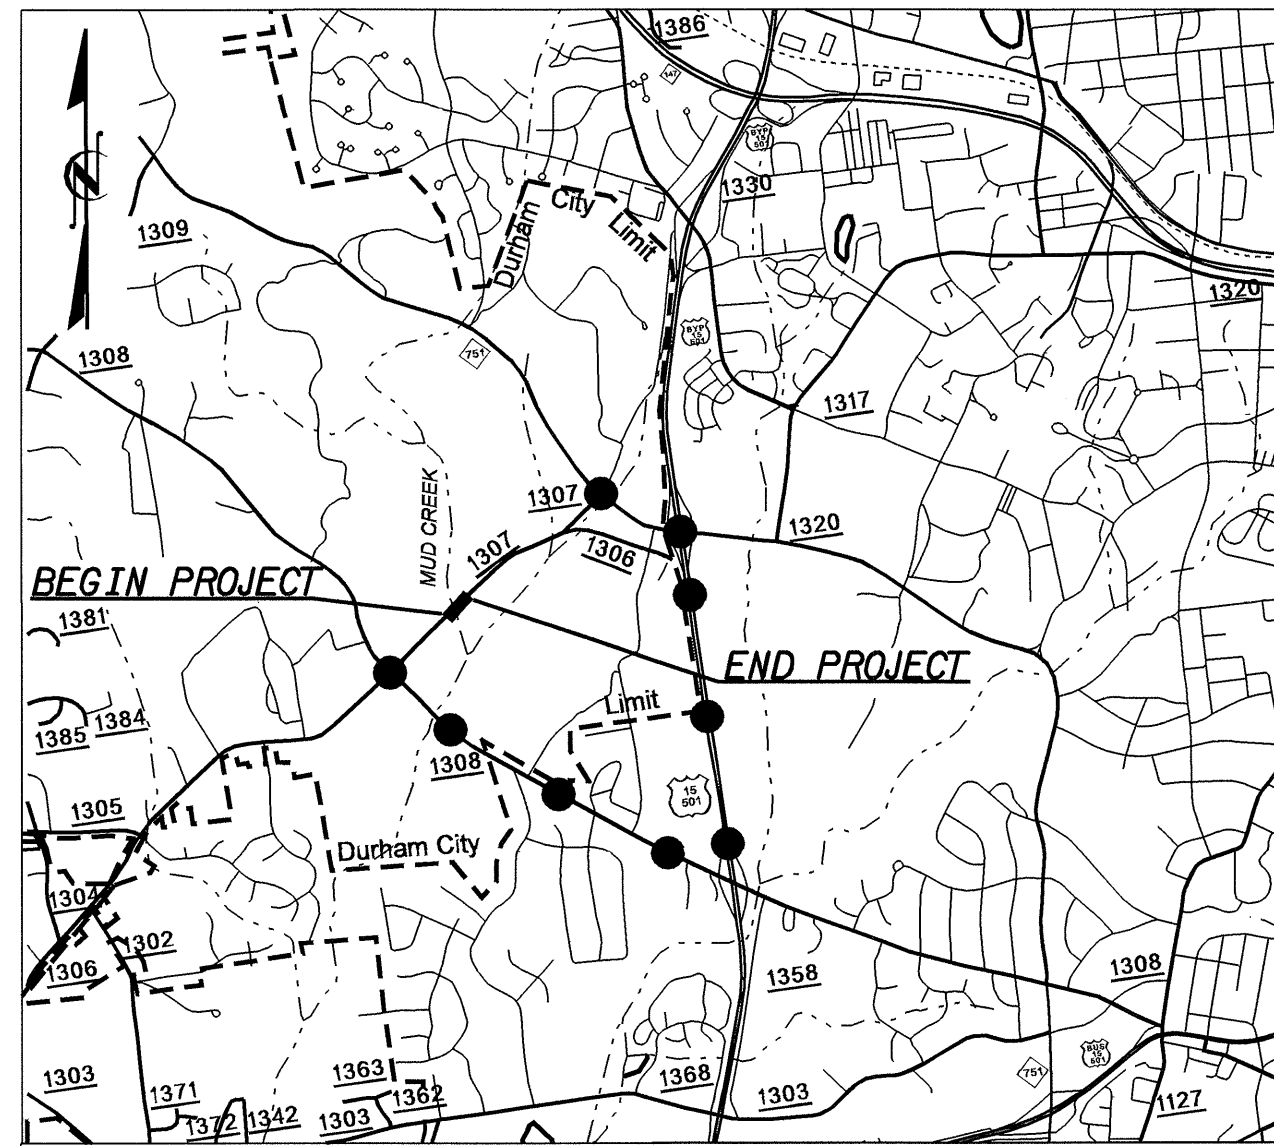 1386
147
BYP 15 501
1330
City
Durham
Limit
N
1309
1320
BYP 15 501
1308
751
1317
MUD CREEK
1307
1320
1307
1306
BEGIN PROJECT
1381
END PROJECT
Limit
1384
1385
1308
15 501
1305
Durham City
1304
1302
1306
1358
1308
BUS 15 501
751
1303
1363
1368
1371
1362
1303
1372
1342
1303
1127